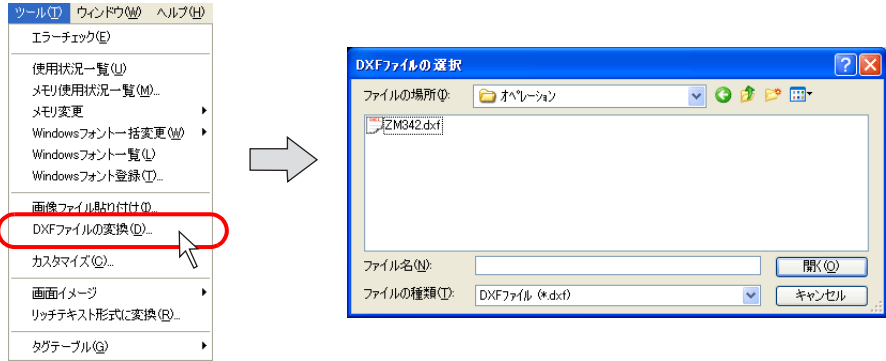 ツール(T) ウィンドウ(W) ヘルプ(H)
エラーチェック(E)
使用状況一覧(U)
メモリ使用状況一覧(M)...
メモリ変更
Windowsフォント一括変更(W)
Windowsフォント一覧(L)
Windowsフォント登録(T)...
画像ファイル貼り付け(I)...
DXFファイルの変換(D)...
カスタマイズ(C)...
画面イメージ
リッチテキスト形式に変換(R)...
タグテーブル(G)
DXFファイルの選択
ファイルの場所(I):
オペレーション
ZM342.dxf
ファイル名(N):
開く(O)
ファイルの種類(T):
DXFファイル (*.dxf)
キャンセル